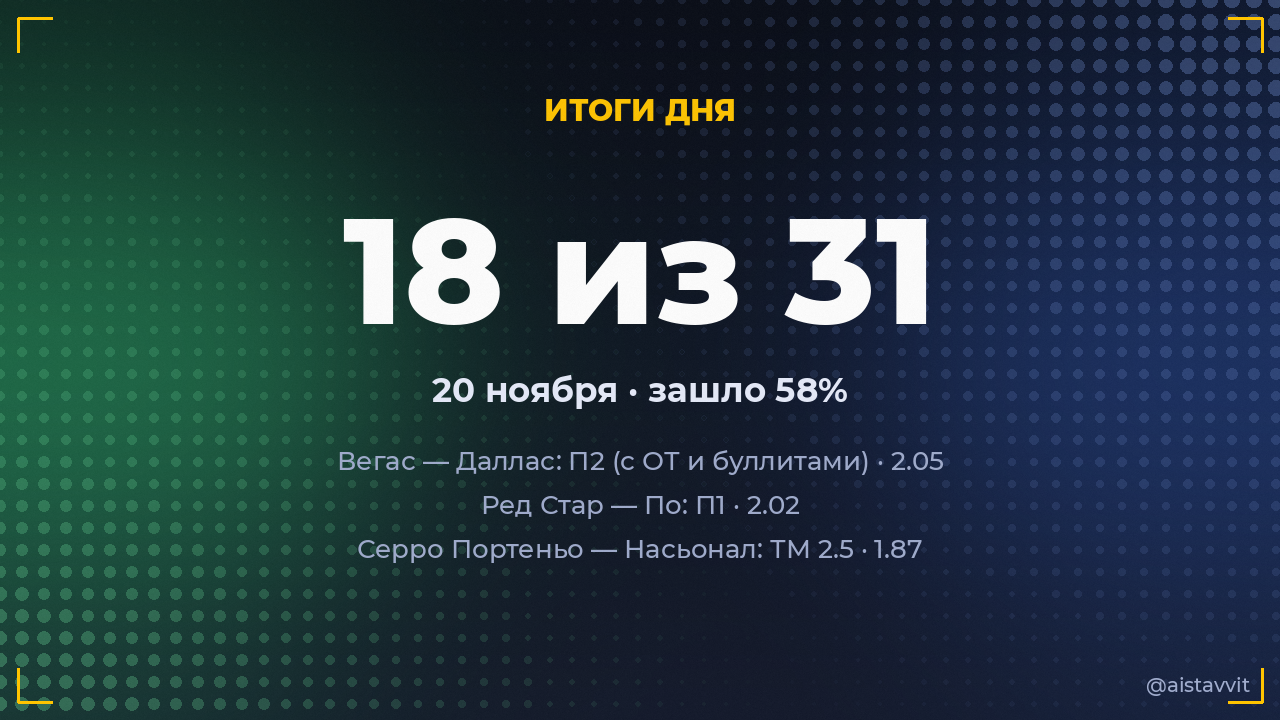 ИТОГИ ДНЯ
18 из 31
20 ноября · зашло 58%
Вегас — Даллас: П2 (с ОТ и буллитами) · 2.05
Ред Стар — По: П1 · 2.02
Серро Портеньо — Насьонал: ТМ 2.5 · 1.87
@aistavvit